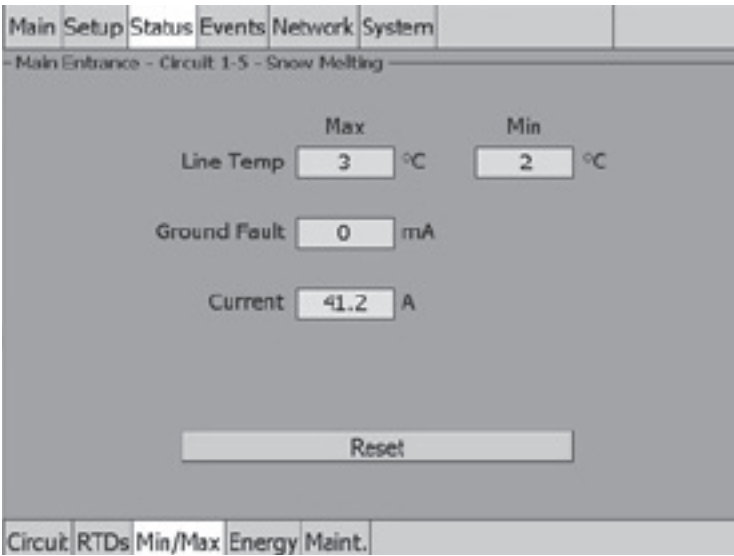 Main Setup Status Events Network System
Main Entrance - Circuit 1-5 - Snow Melting
Max Min
Line Temp 3 °C 2 °C
Ground Fault 0 mA
Current 41.2 A
Reset
Circuit RTDs Min/Max Energy Maint.